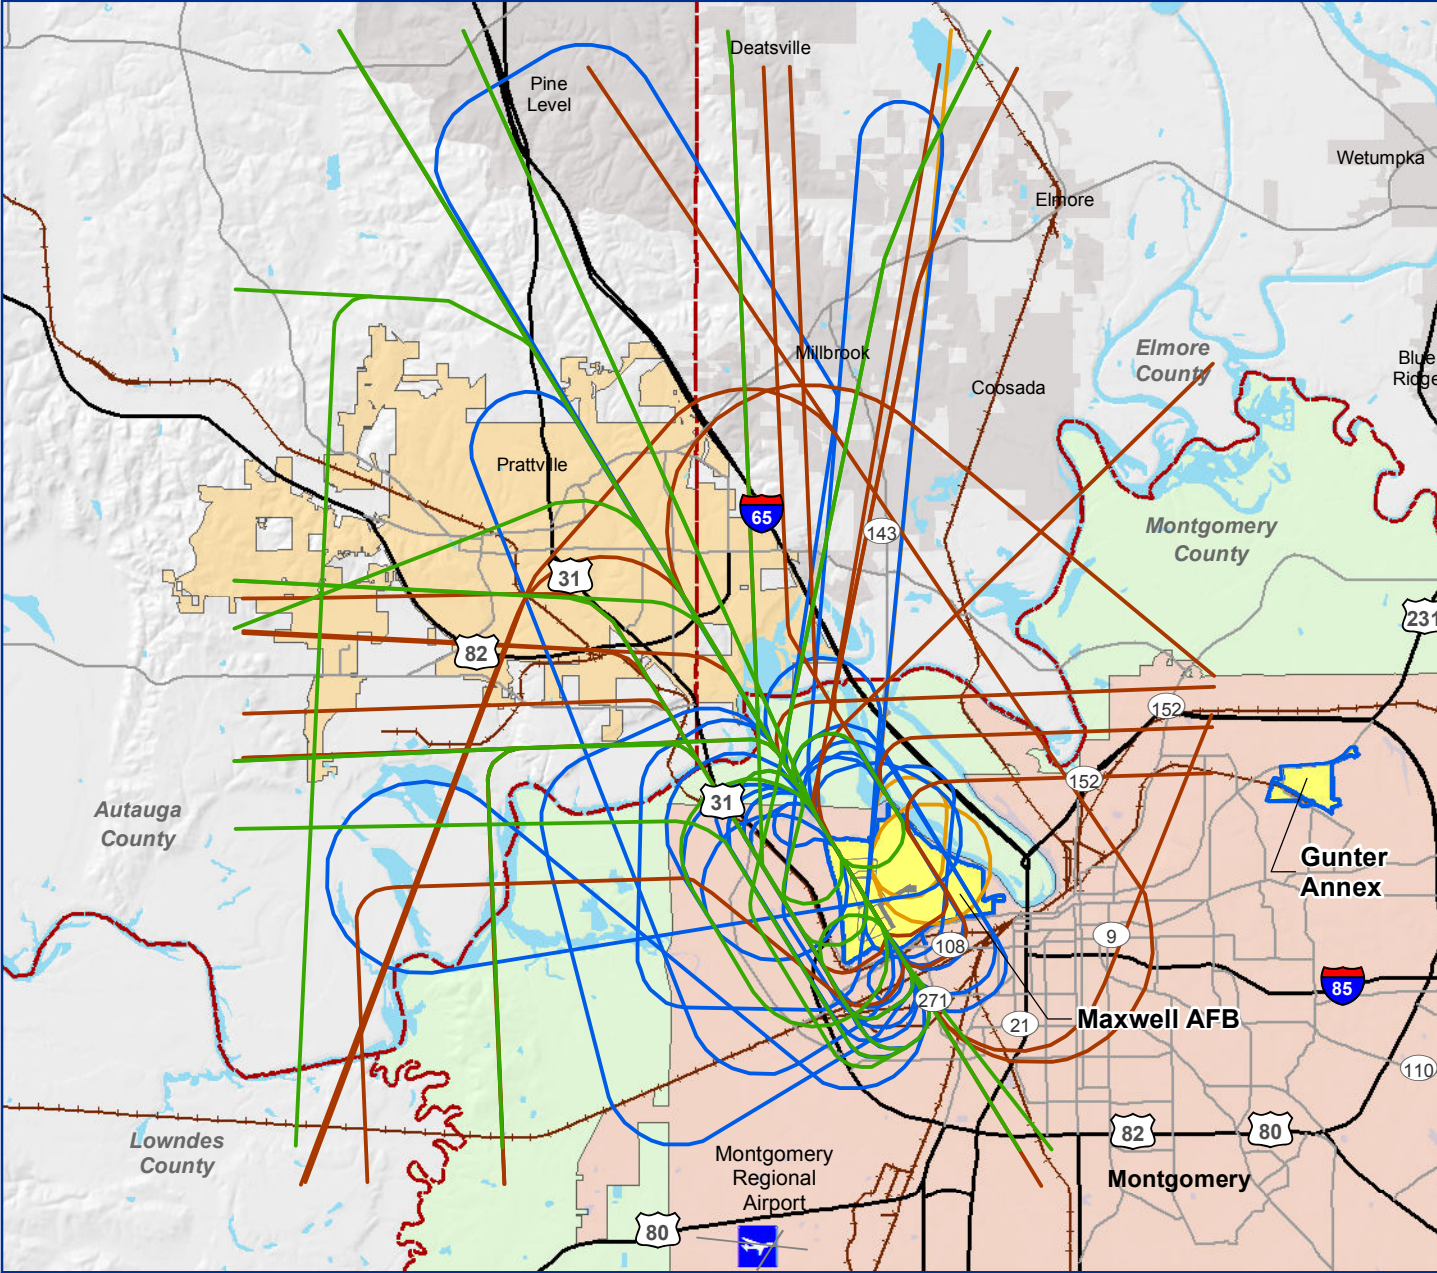 Deatsville
Pine
Level
Wetumpka
Elmore
Elmore
County
Millbrook
Blue
Ridge
Coosada
Prattville
65
143
Montgomery
County
31
231
82
152
152
31
Autauga
County
Gunter
Annex
9
108
85
271
21
Maxwell AFB
110
Lowndes
County
82
80
Montgomery
Regional
Airport
Montgomery
80